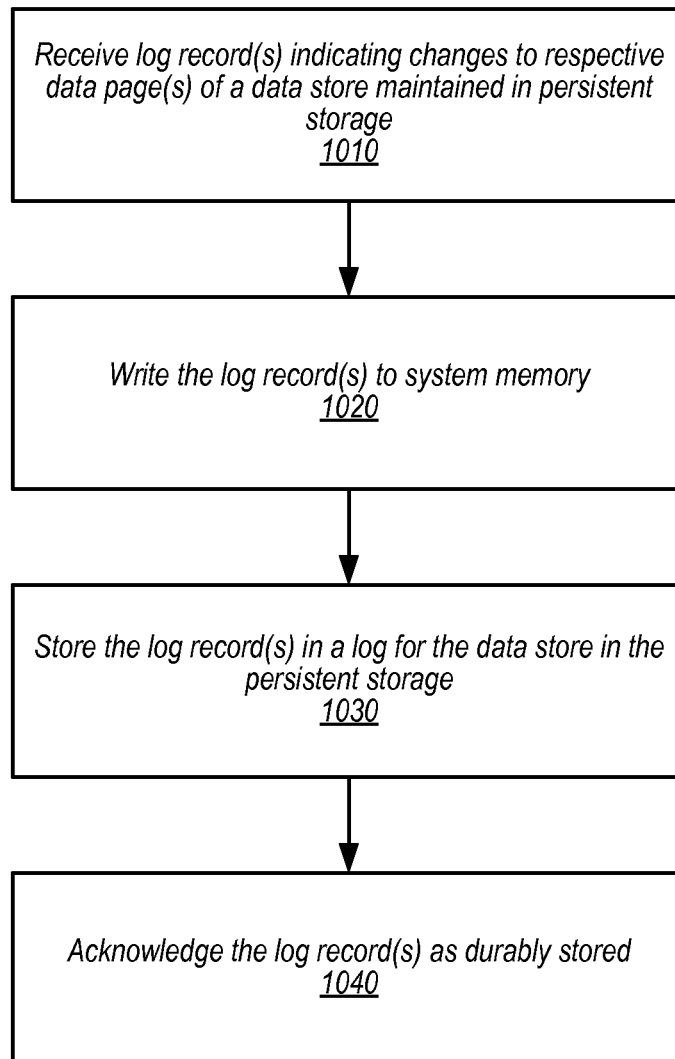 Receive log record(s) indicating changes to respective
data page(s) of a data store maintained in persistent
storage
1010
Write the log record(s) to system memory
1020
Store the log record(s) in a log for the data store in the
persistent storage
1030
Acknowledge the log record(s) as durably stored
1040